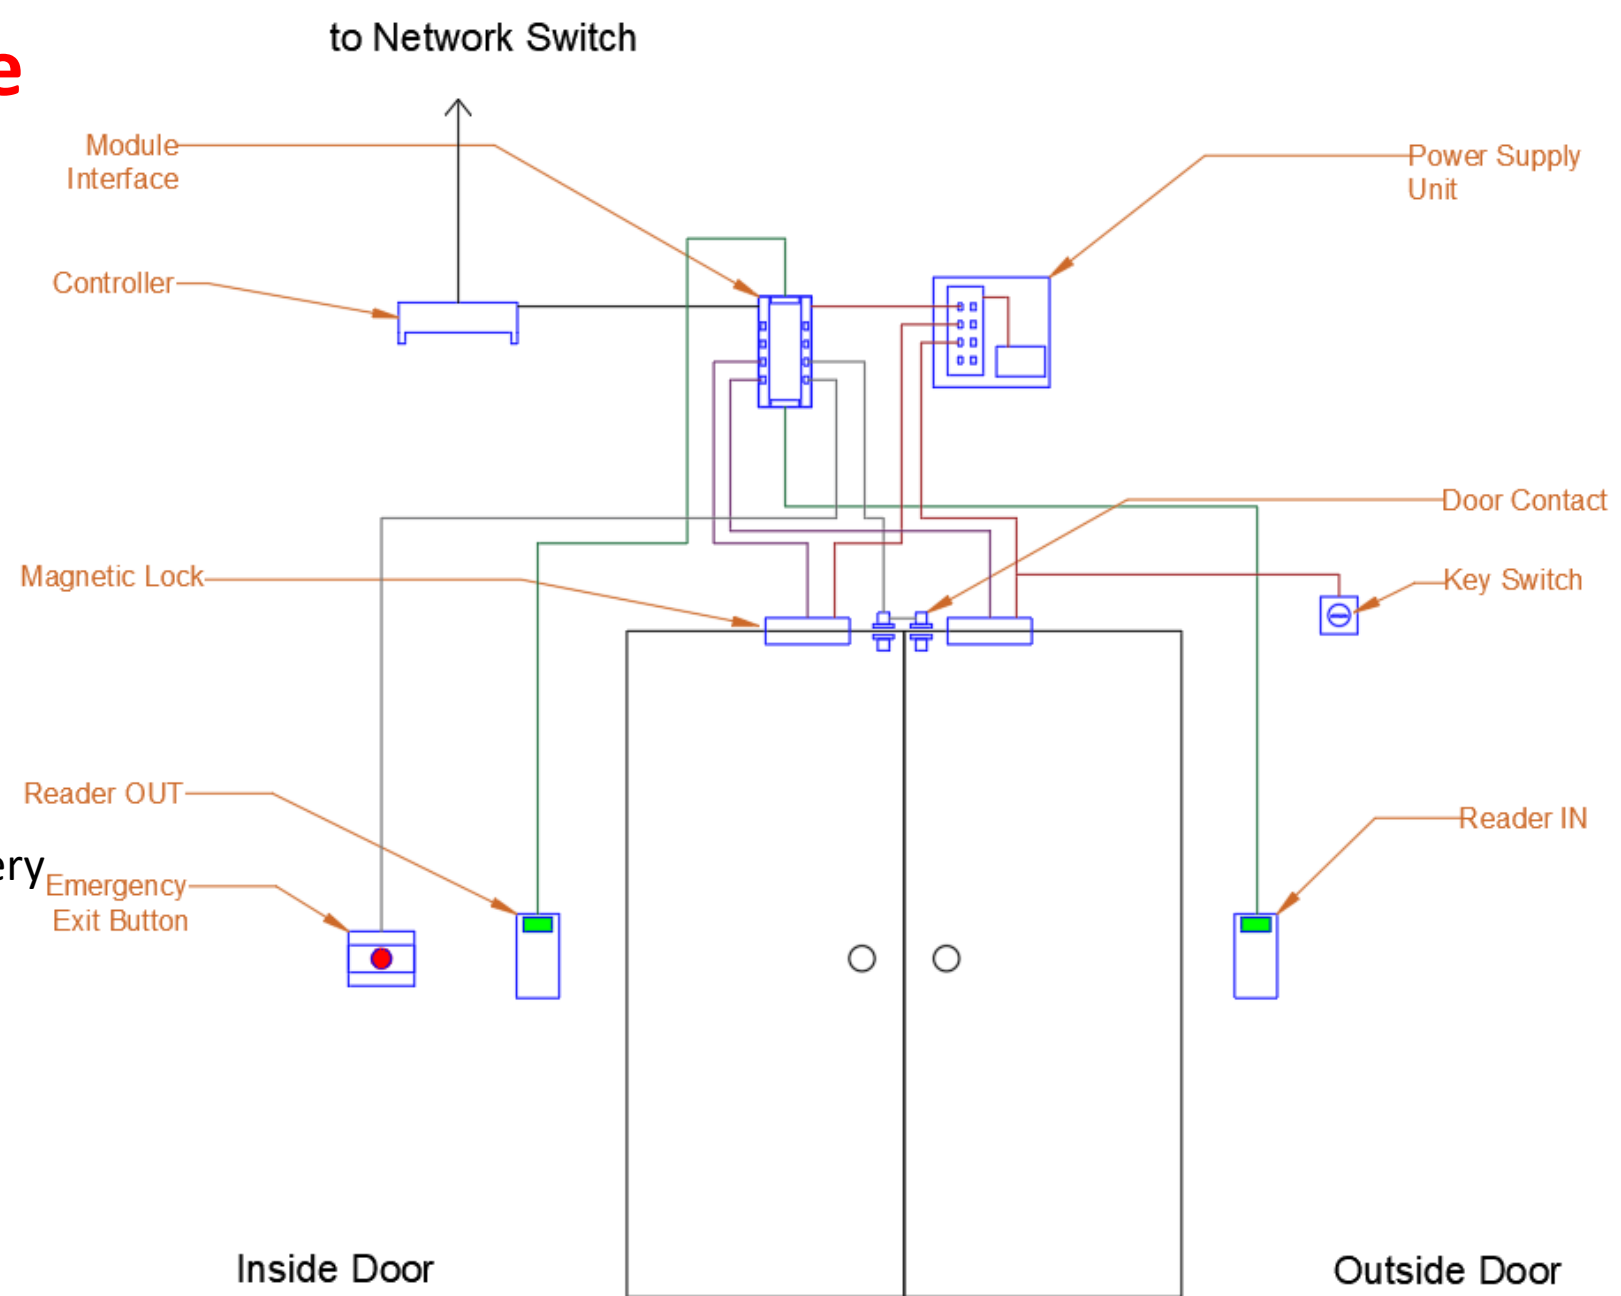 to Network Switch
e
Module
Interface
Power Supply
Unit
Controller
Door Contact
Magnetic Lock
Key Switch
Reader OUT
Reader IN
ery
Emergency
Exit Button
Inside Door
Outside Door